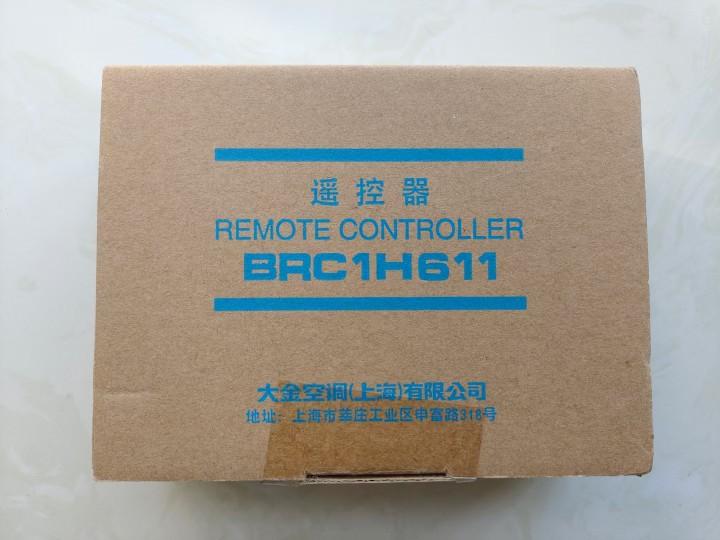 遥控器
REMOTE CONTROLLER
BRC1H611
大金空调(上海)有限公司
地址：上海市莘庄工业区申富路318号